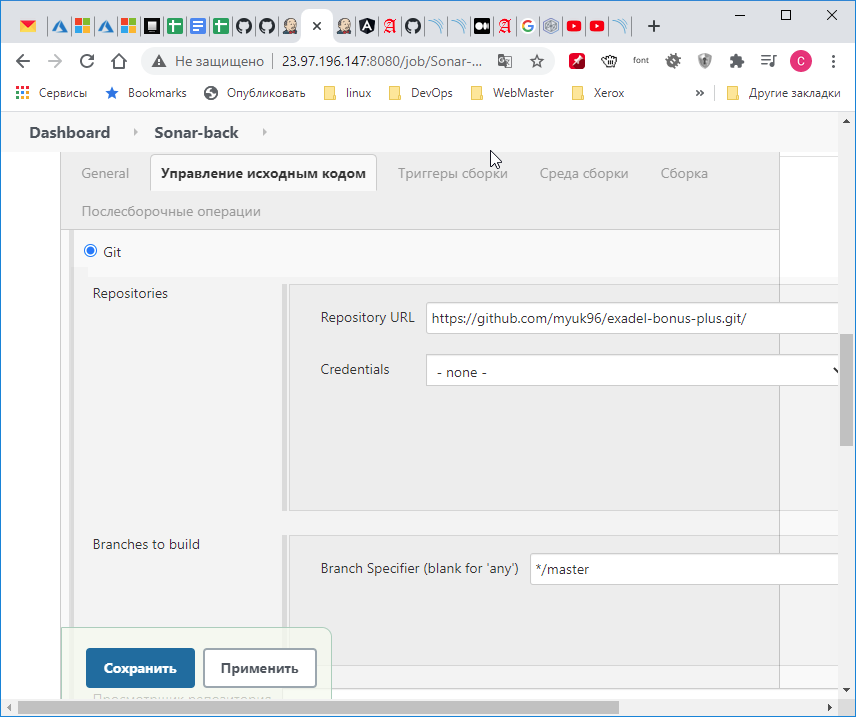 Не защищено
23.97.196.147:8080/job/Sonar-...
font
C
Сервисы
Bookmarks
Опубликовать
linux
DevOps
WebMaster
Xerox
»
Другие закладки
Dashboard
Sonar-back
General
Управление исходным кодом
Триггеры сборки
Среда сборки
Сборка
Послесборочные операции
Git
Repositories
Repository URL
https://github.com/myuk96/exadel-bonus-plus.git/
Credentials
- none -
Branches to build
Branch Specifier (blank for 'any')
*/master
Сохранить
Применить
Просмотрщик репозитория